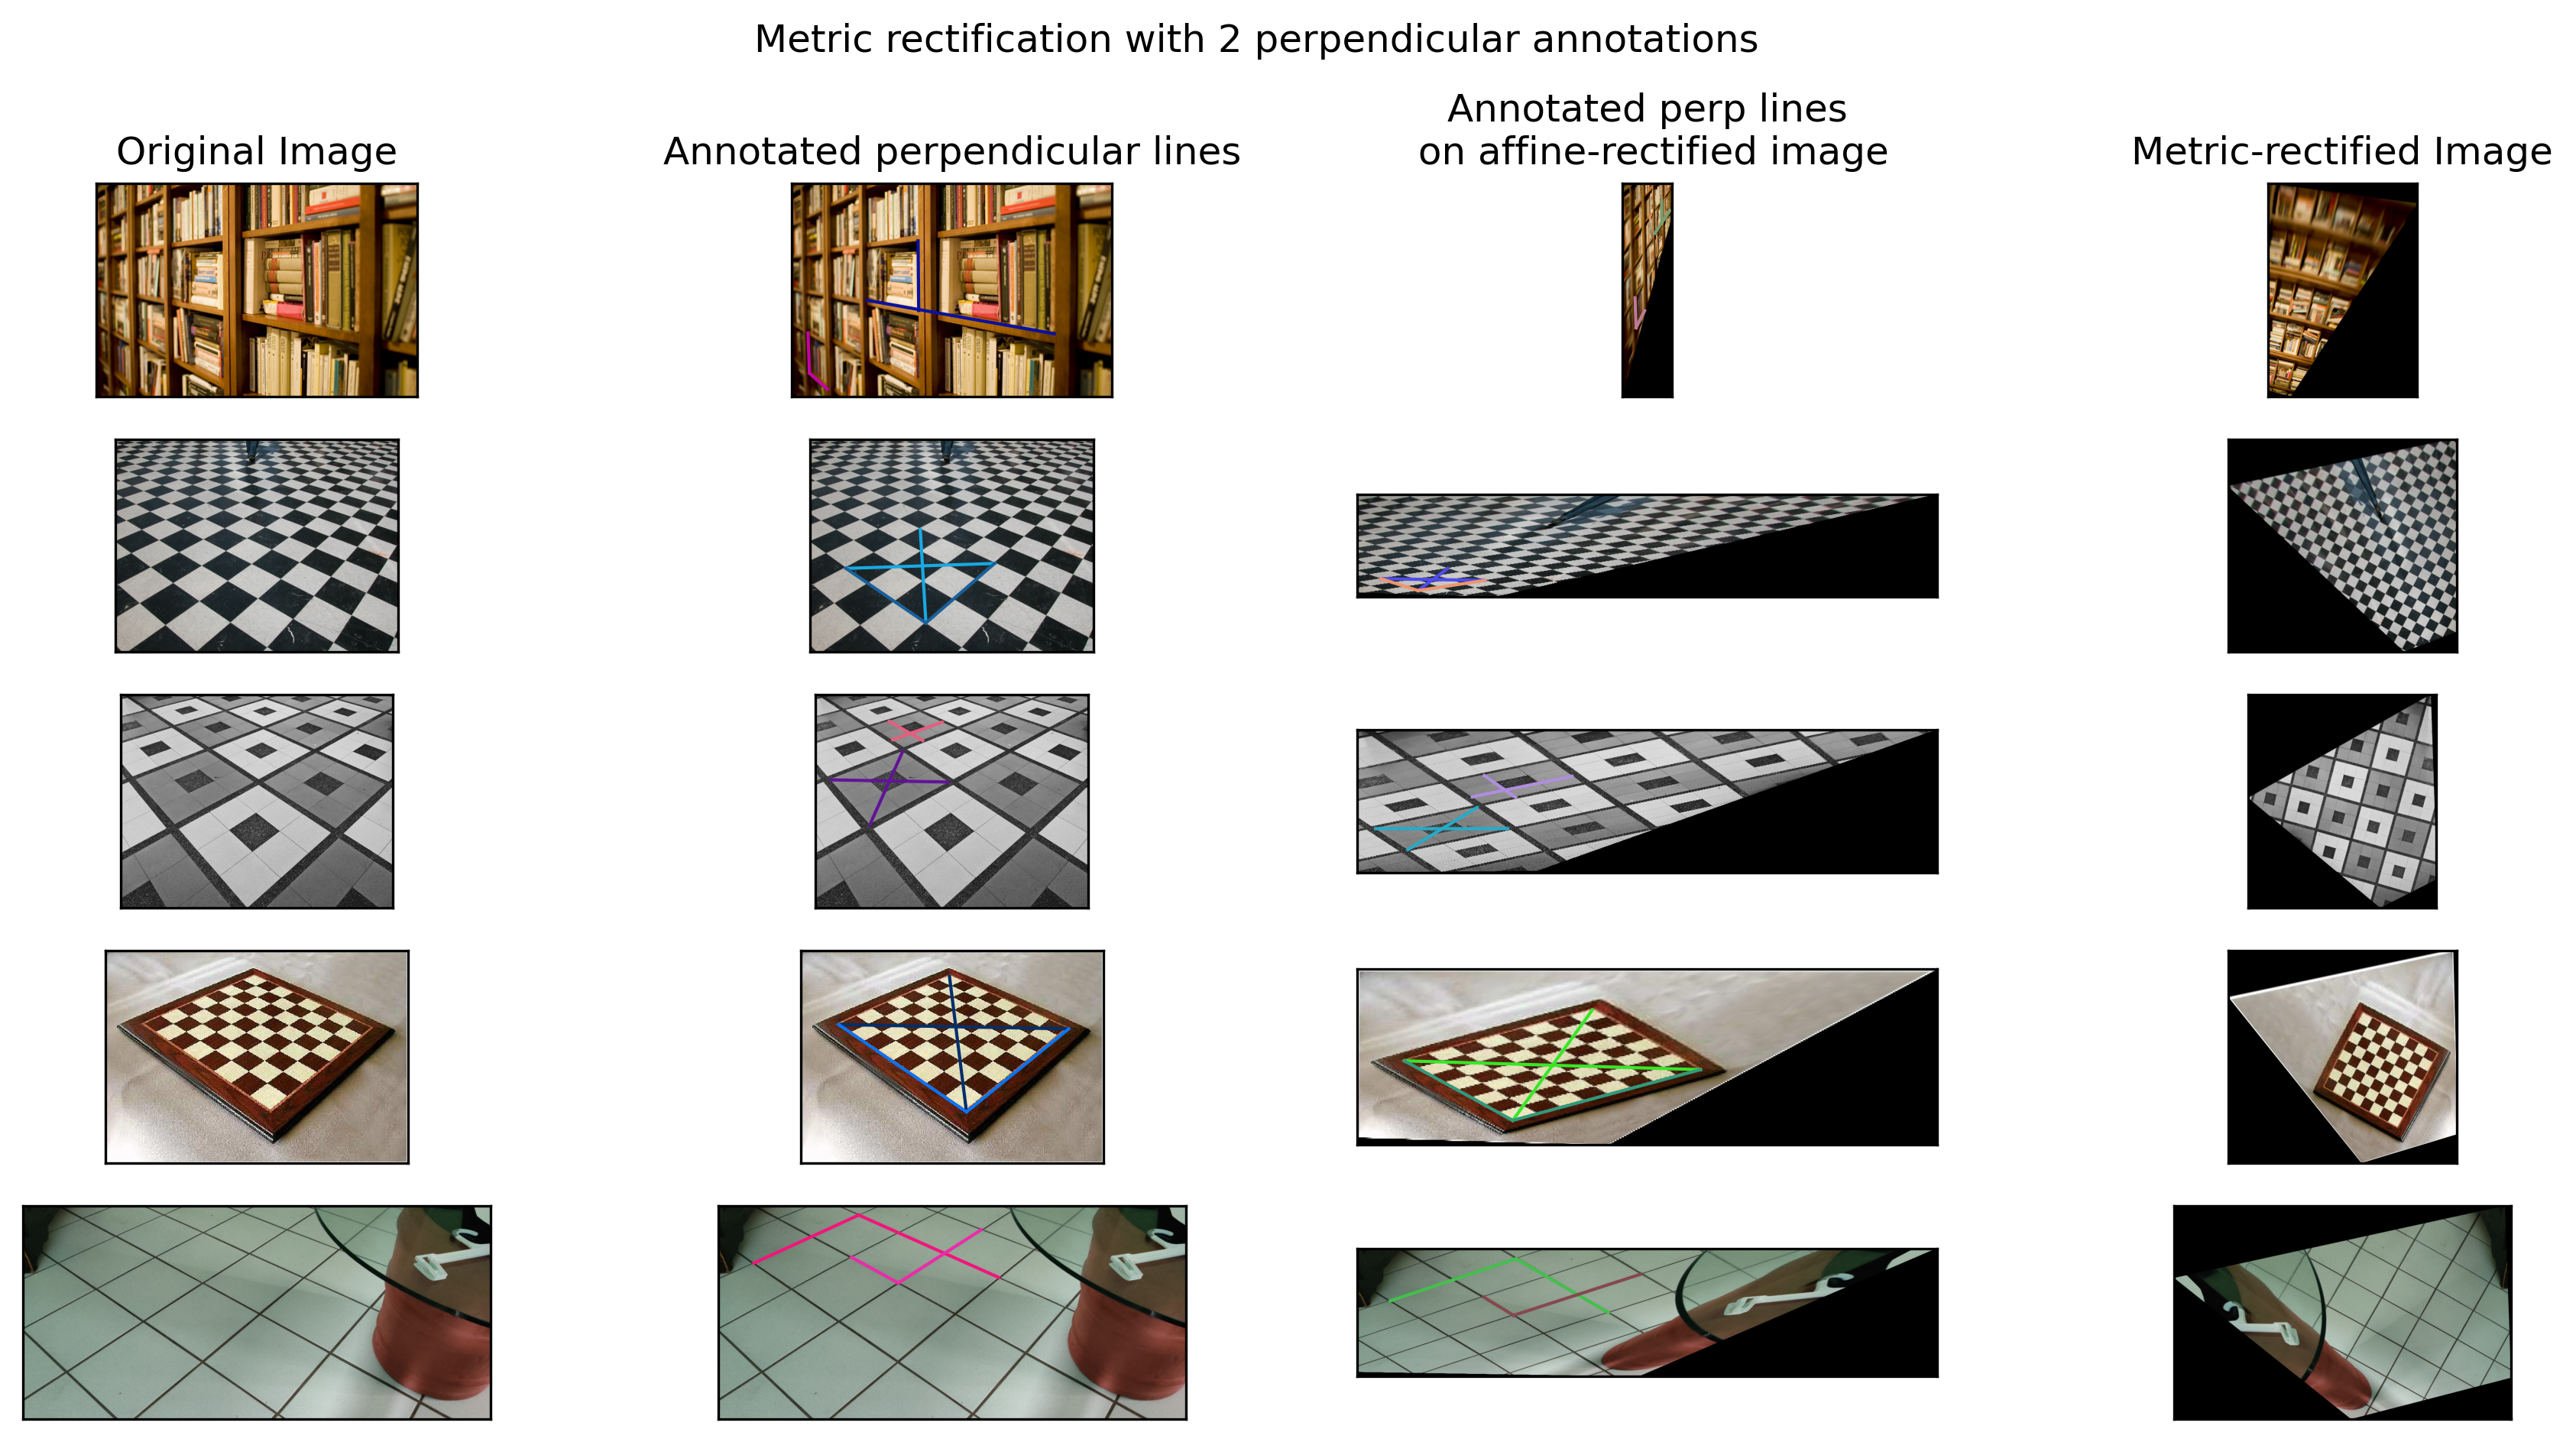 Metric rectification with 2 perpendicular annotations
Original Image
Annotated perpendicular lines
Annotated perp lines
on affine-rectified image
Metric-rectified Image